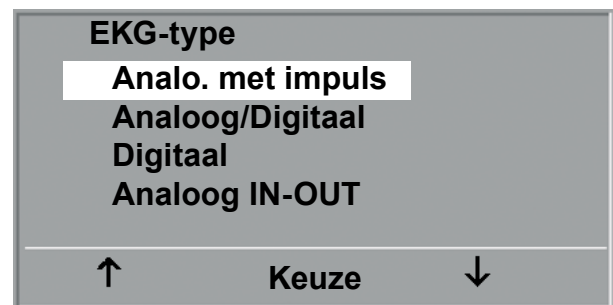 EKG-type
Analo. met impuls
Analoog/Digitaal
Digitaal
Analoog IN-OUT
↑ Keuze ↓